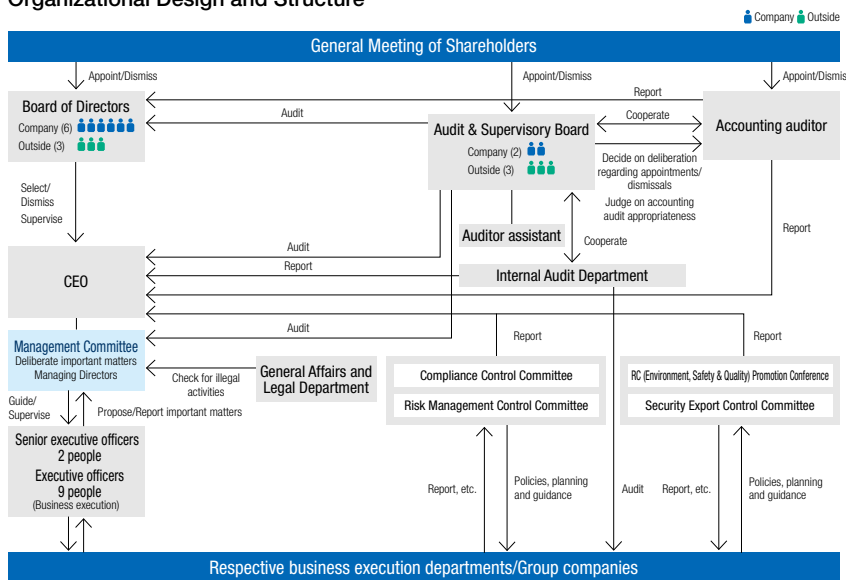 Organizational Design and Structure
Company Outside
General Meeting of Shareholders
Appoint/Dismiss
Appoint/Dismiss
Appoint/Dismiss
Board of Directors
Company (6)
Outside (3)
Report
Audit
Audit & Supervisory Board
Company (2)
Outside (3)
Cooperate
Accounting auditor
Decide on deliberation
regarding appointments/
dismissals
Judge on accounting
audit appropriateness
Select/
Dismiss
Supervise
Auditor assistant
Cooperate
Report
Audit
Report
CEO
Internal Audit Department
Audit
Report
Report
Management Committee
Deliberate important matters
Managing Directors
Check for illegal
activities
General Affairs and
Legal Department
Compliance Control Committee
Risk Management Control Committee
RC (Environment, Safety & Quality) Promotion Conference
Security Export Control Committee
Guide/
Supervise
Propose/Report important matters
Senior executive officers
2 people
Executive officers
9 people
(Business execution)
Report, etc.
Policies, planning
and guidance
Audit
Report, etc.
Policies, planning
and guidance
Respective business execution departments/Group companies